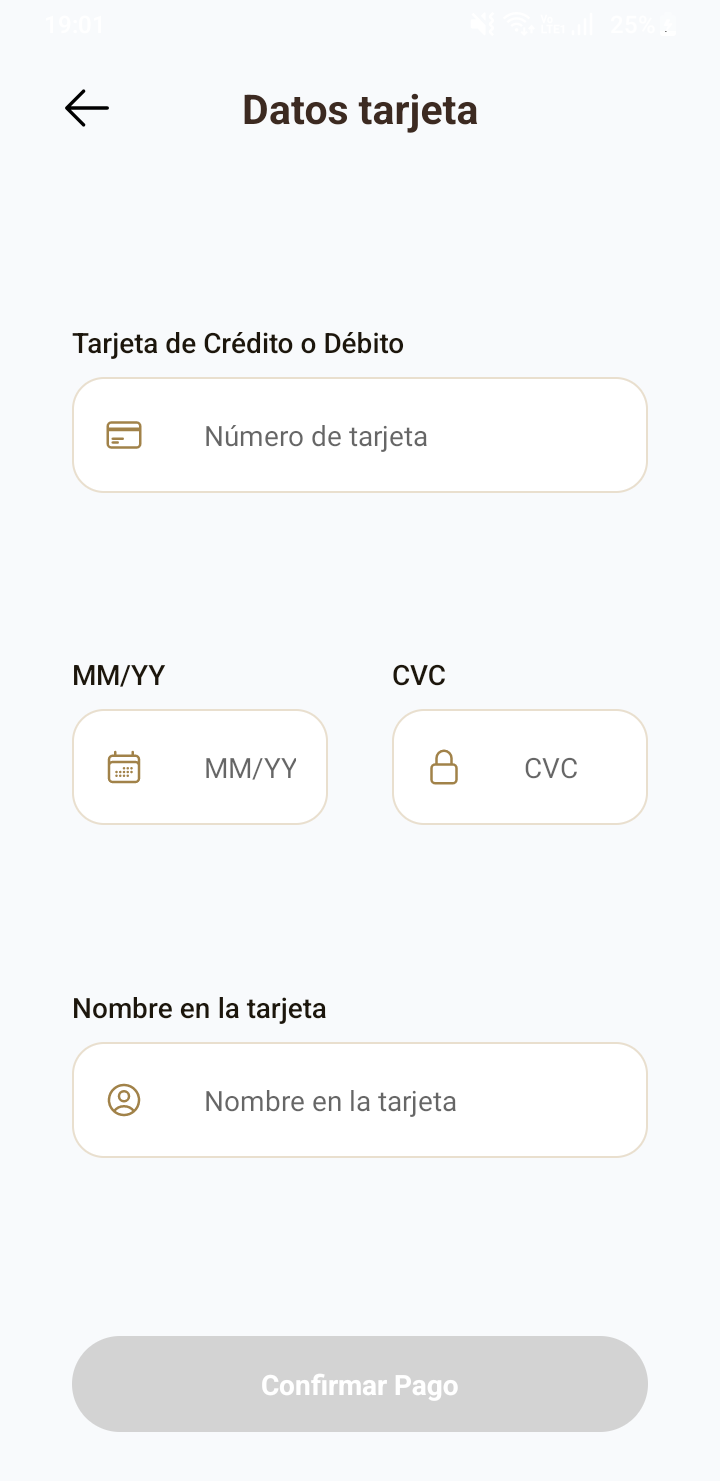 19:01 25%
Datos tarjeta
Tarjeta de Crédito o Débito
Número de tarjeta
MM/YY CVC
MM/YY CVC
Nombre en la tarjeta
Nombre en la tarjeta
Confirmar Pago